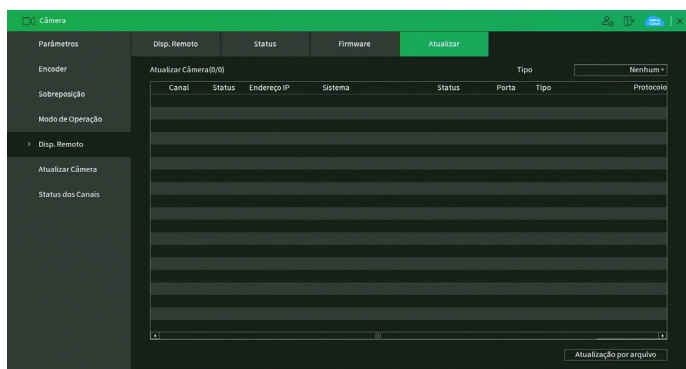 Câmera
Parâmetros
Encoder
Sobreposição
Modo de Operação
Disp. Remoto
Atualizar Câmera
Status dos Canais
Disp. Remoto Status Firmware Atualizar
Atualizar Câmera(0/0) Tipo Nenhum
Canal Status Endereço IP Sistema Status Porta Tipo Protocolo
Atualização por arquivo